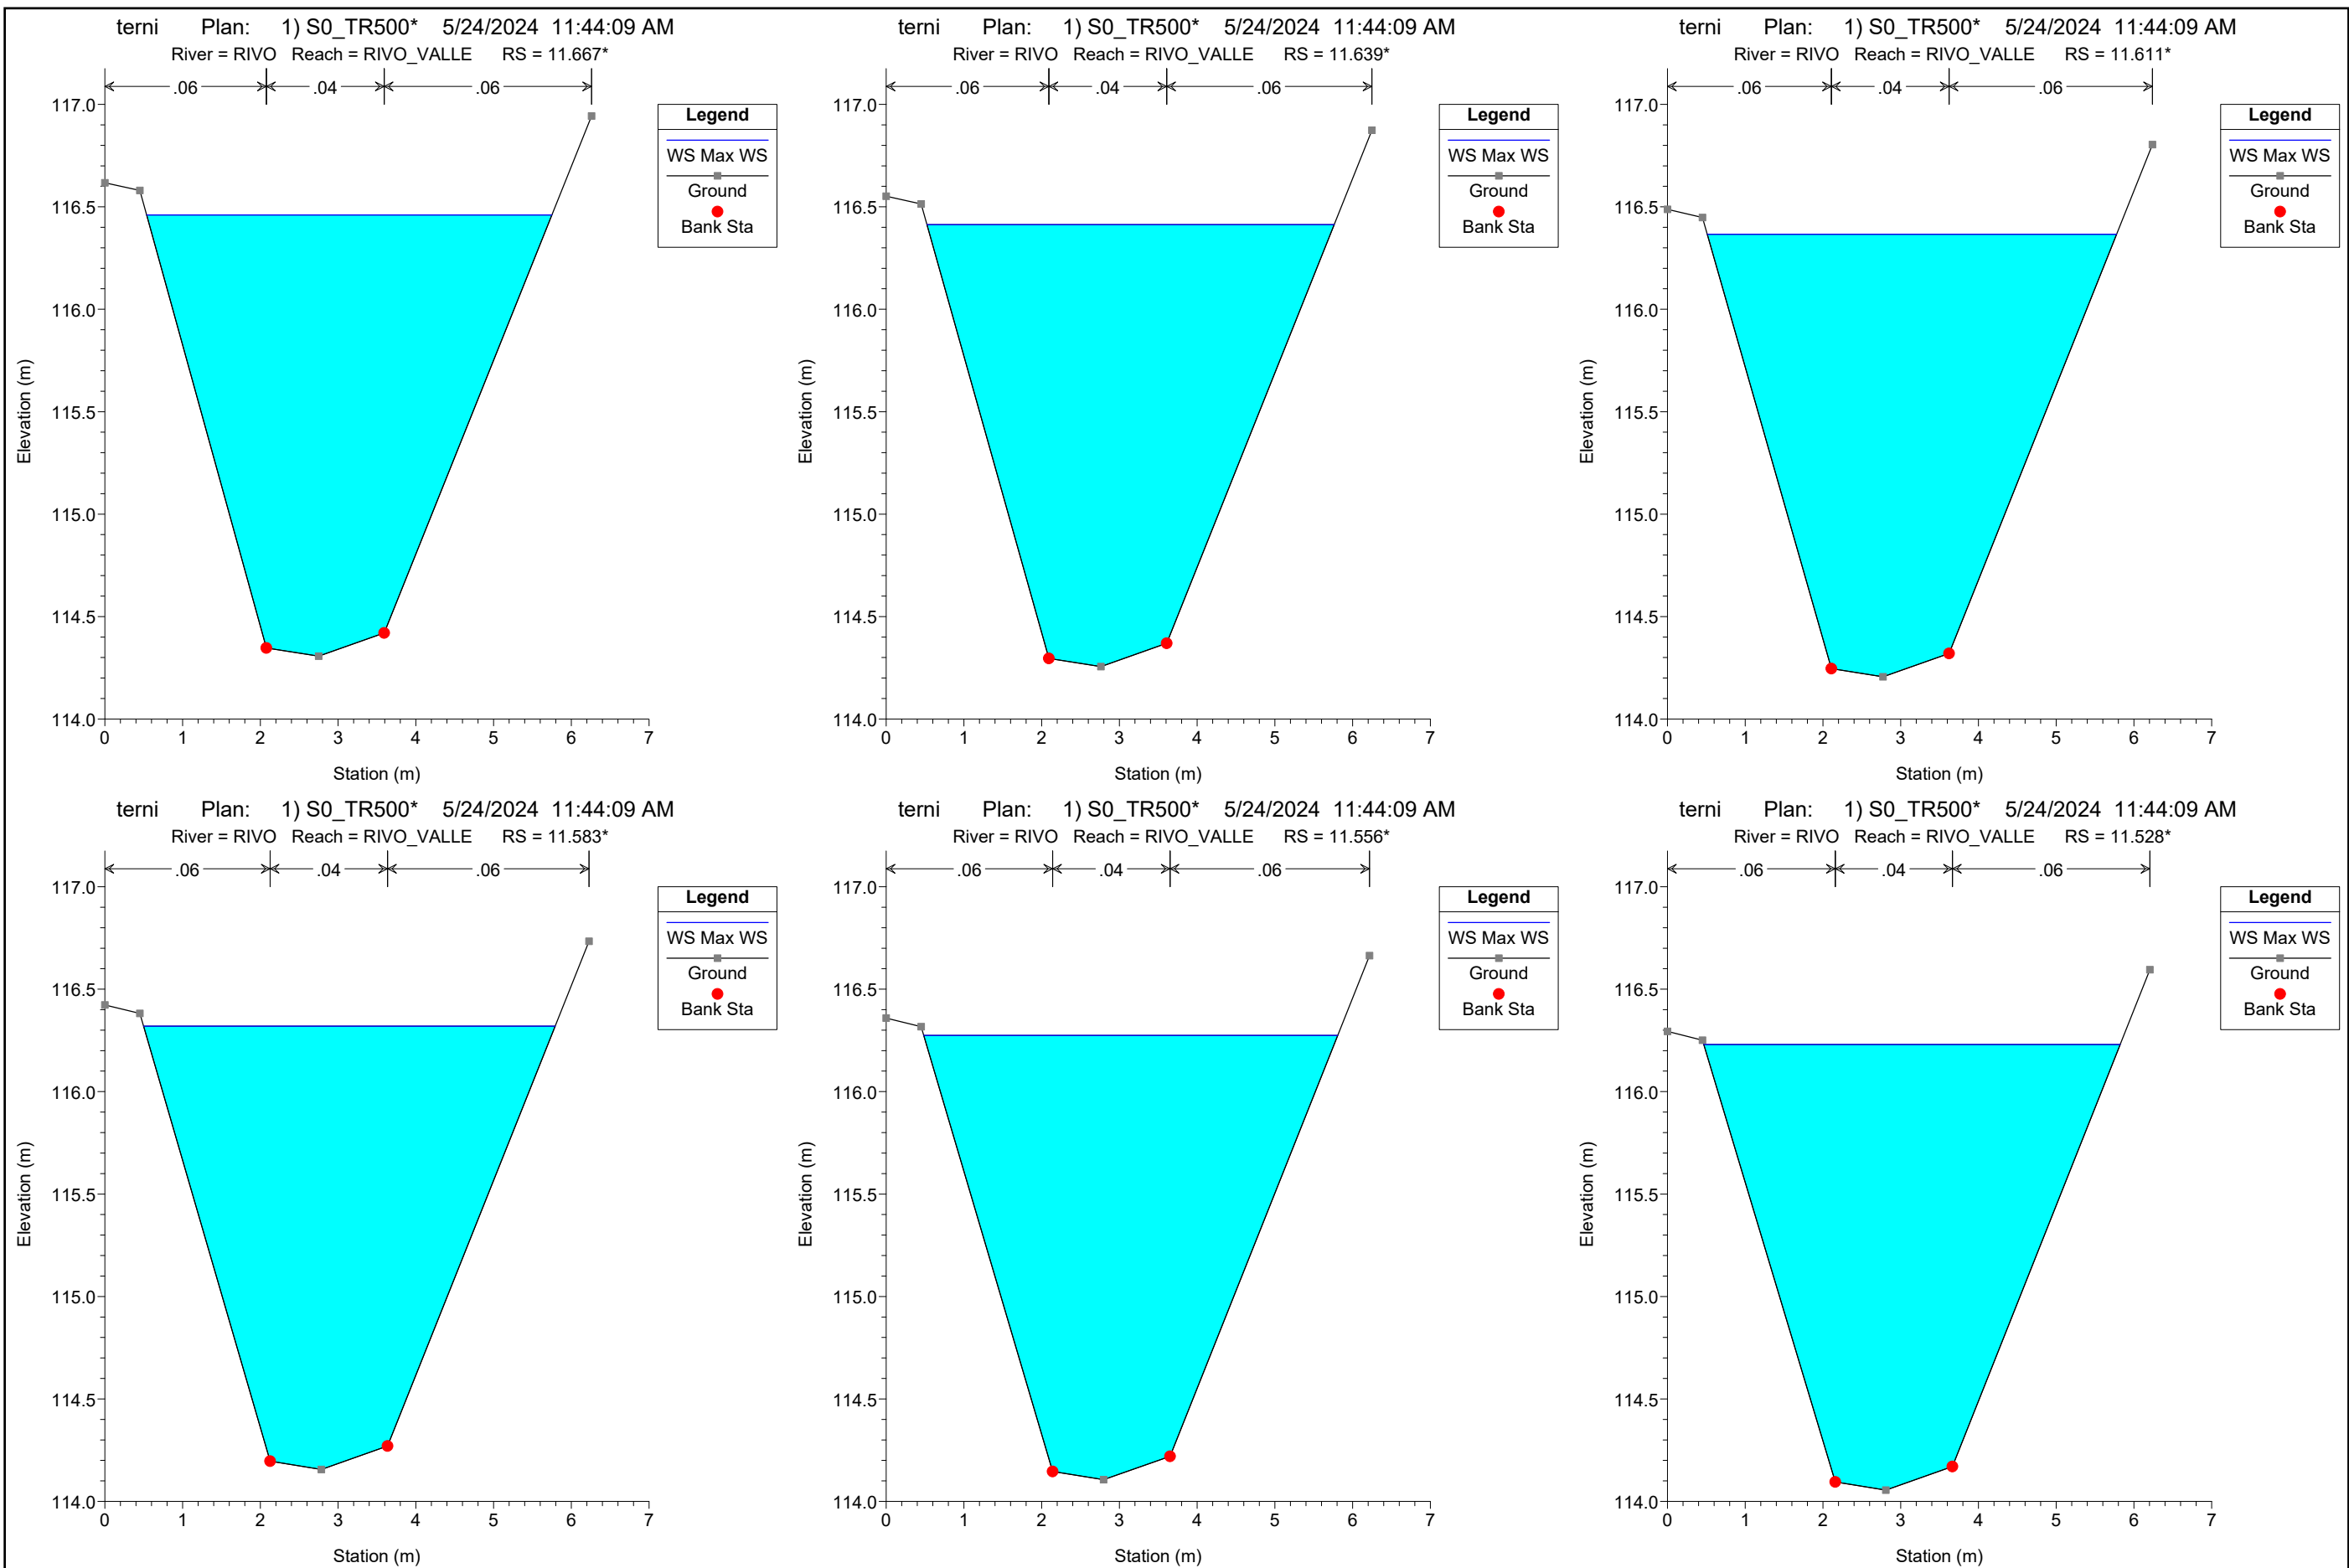 terni Plan: 1) S0_TR500* 5/24/2024 11:44:09 AM
River = RIVO Reach = RIVO_VALLE RS = 11.667*
.06 .04 .06
Legend
WS Max WS
Ground
Bank Sta
117.0
116.5
116.0
115.5
115.0
114.5
114.0
Elevation (m)
0 1 2 3 4 5 6 7
Station (m)
terni Plan: 1) S0_TR500* 5/24/2024 11:44:09 AM
River = RIVO Reach = RIVO_VALLE RS = 11.639*
.06 .04 .06
Legend
WS Max WS
Ground
Bank Sta
117.0
116.5
116.0
115.5
115.0
114.5
114.0
Elevation (m)
0 1 2 3 4 5 6 7
Station (m)
terni Plan: 1) S0_TR500* 5/24/2024 11:44:09 AM
River = RIVO Reach = RIVO_VALLE RS = 11.611*
.06 .04 .06
Legend
WS Max WS
Ground
Bank Sta
117.0
116.5
116.0
115.5
115.0
114.5
114.0
Elevation (m)
0 1 2 3 4 5 6 7
Station (m)
terni Plan: 1) S0_TR500* 5/24/2024 11:44:09 AM
River = RIVO Reach = RIVO_VALLE RS = 11.583*
.06 .04 .06
Legend
WS Max WS
Ground
Bank Sta
117.0
116.5
116.0
115.5
115.0
114.5
114.0
Elevation (m)
0 1 2 3 4 5 6 7
Station (m)
terni Plan: 1) S0_TR500* 5/24/2024 11:44:09 AM
River = RIVO Reach = RIVO_VALLE RS = 11.556*
.06 .04 .06
Legend
WS Max WS
Ground
Bank Sta
117.0
116.5
116.0
115.5
115.0
114.5
114.0
Elevation (m)
0 1 2 3 4 5 6 7
Station (m)
terni Plan: 1) S0_TR500* 5/24/2024 11:44:09 AM
River = RIVO Reach = RIVO_VALLE RS = 11.528*
.06 .04 .06
Legend
WS Max WS
Ground
Bank Sta
117.0
116.5
116.0
115.5
115.0
114.5
114.0
Elevation (m)
0 1 2 3 4 5 6 7
Station (m)